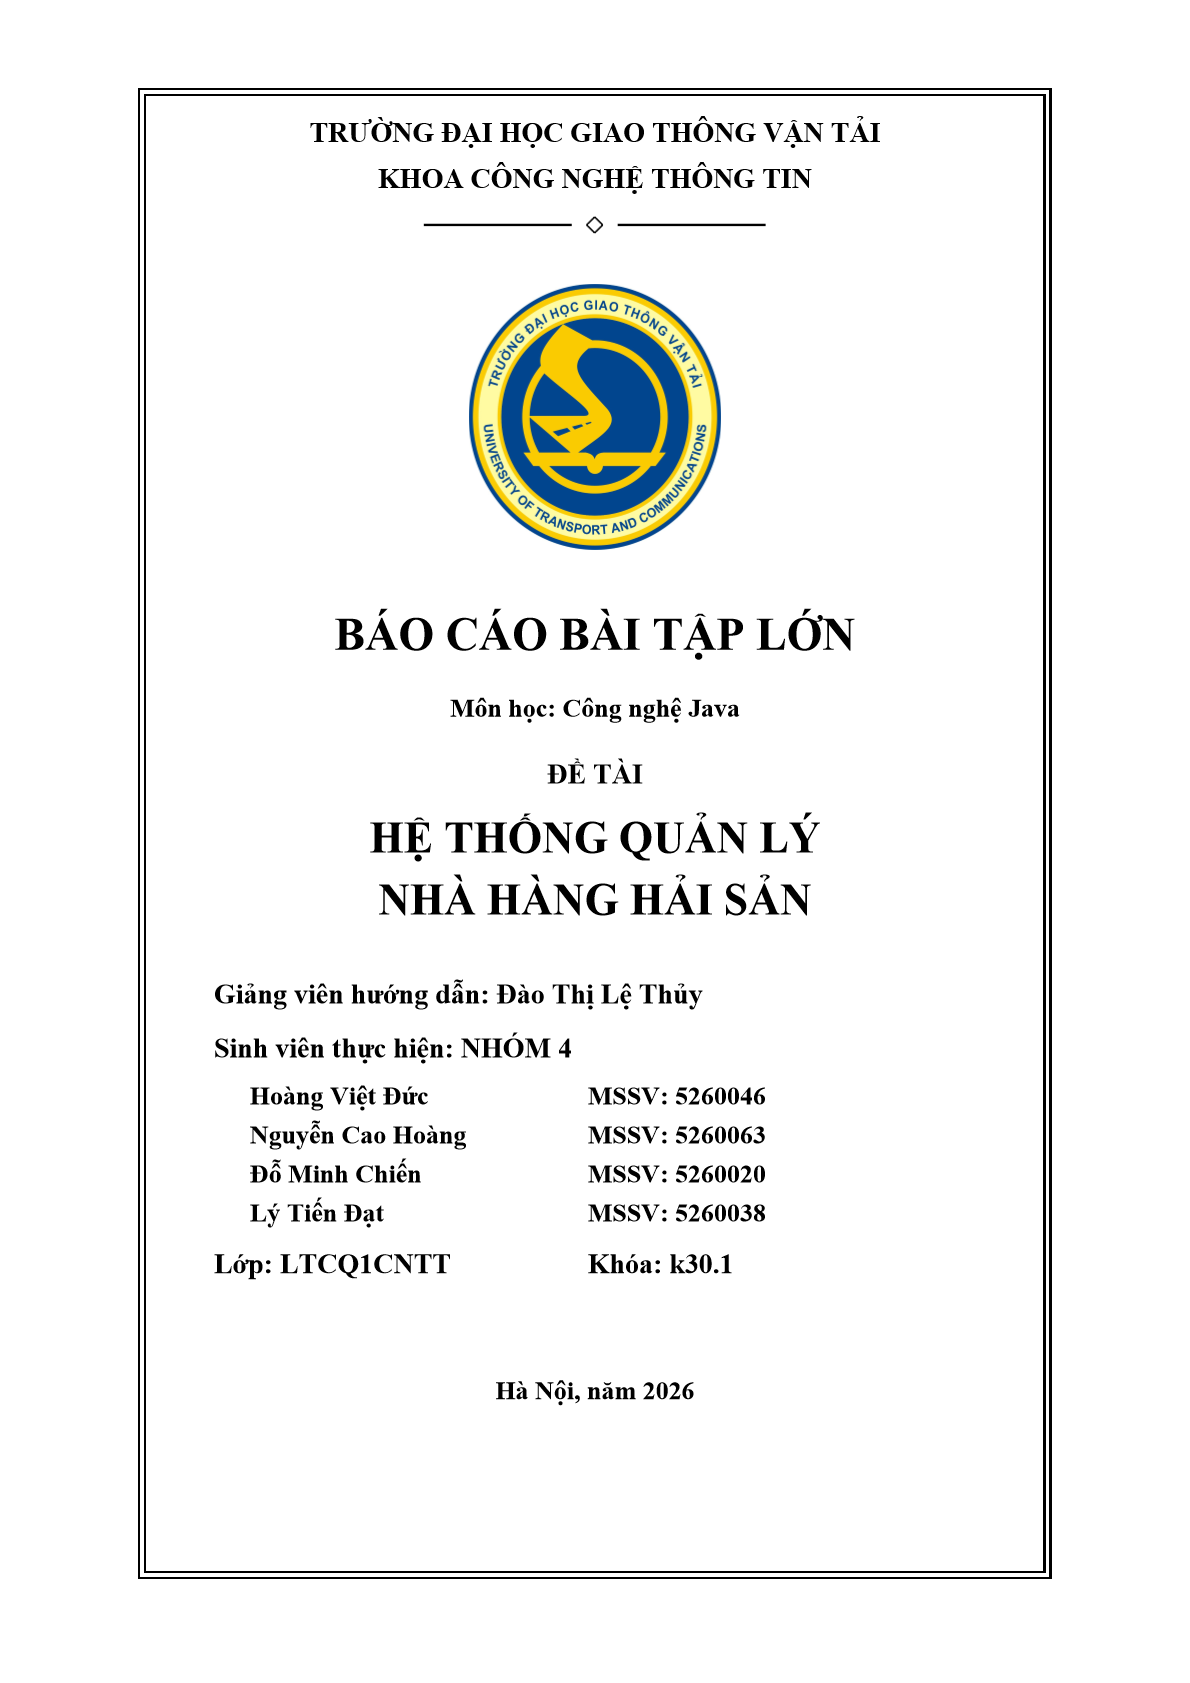 TRƯỜNG ĐẠI HỌC GIAO THÔNG VẬN TẢI
KHOA CÔNG NGHỆ THÔNG TIN
TRƯỜNG ĐẠI HỌC GIAO THÔNG VẬN TẢI
UNIVERSITY OF TRANSPORT AND COMMUNICATIONS
BÁO CÁO BÀI TẬP LỚN
Môn học: Công nghệ Java
ĐỀ TÀI
HỆ THỐNG QUẢN LÝ
NHÀ HÀNG HẢI SẢN
Giảng viên hướng dẫn: Đào Thị Lệ Thủy
Sinh viên thực hiện: NHÓM 4
Hoàng Việt Đức MSSV: 5260046
Nguyễn Cao Hoàng MSSV: 5260063
Đỗ Minh Chiến MSSV: 5260020
Lý Tiến Đạt MSSV: 5260038
Lớp: LTCQ1CNTT Khóa: k30.1
Hà Nội, năm 2026